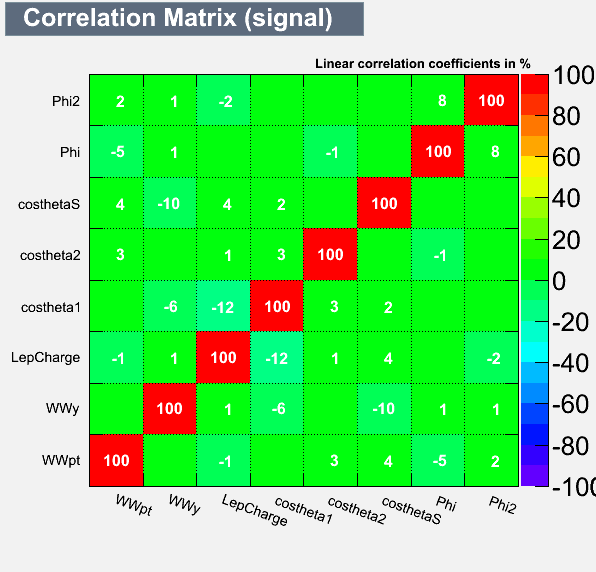 Correlation Matrix (signal)
Linear correlation coefficients in %
Phi2 2 1 -2 8 100
Phi -5 1 -1 100 8
costhetaS 4 -10 4 2 100
costheta2 3 1 3 100 -1
costheta1 -6 -12 100 3 2
LepCharge -1 1 100 -12 1 4 -2
WWy 100 1 -6 -10 1 1
WWpt 100 -1 3 4 -5 2
WWpt WWy LepCharge costheta1 costheta2 costhetaS Phi Phi2
100
80
60
40
20
0
-20
-40
-60
-80
-100